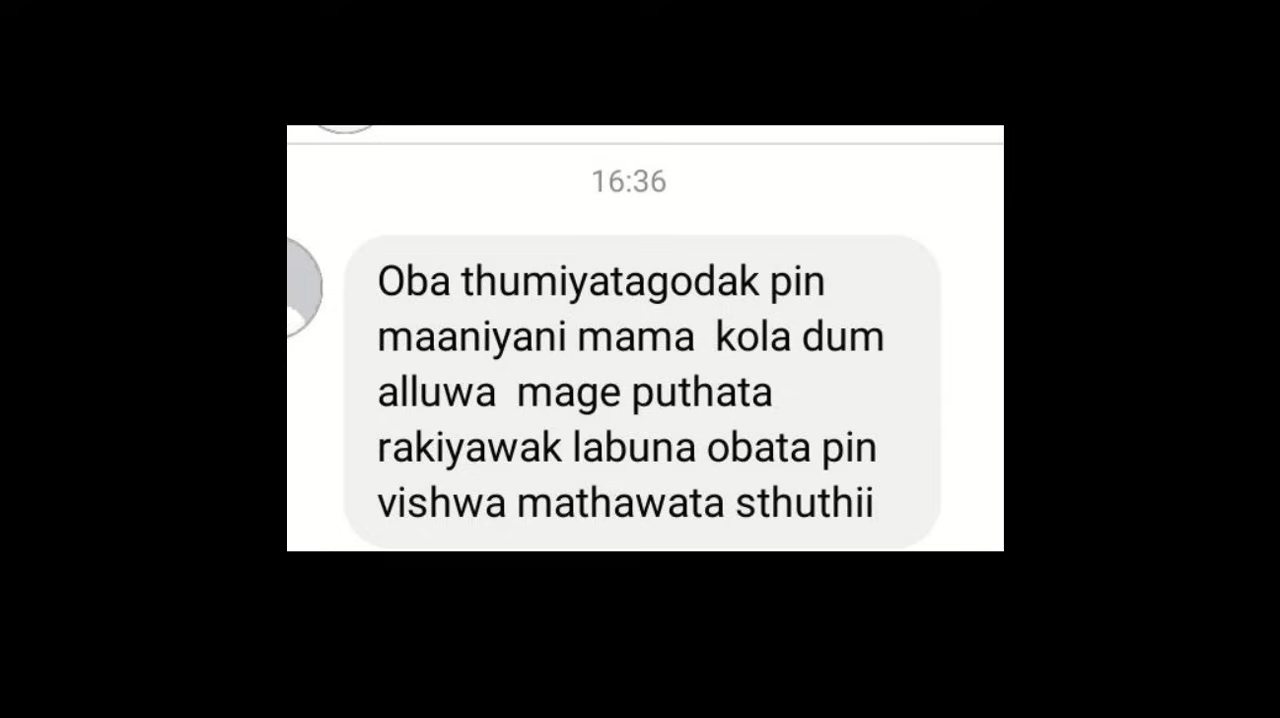 16:36
Oba thumiyatagodak pin
maaniyani mama  kola dum
alluwa  mage puthata
rakiyawak labuna obata pin
vishwa mathawata sthuthii